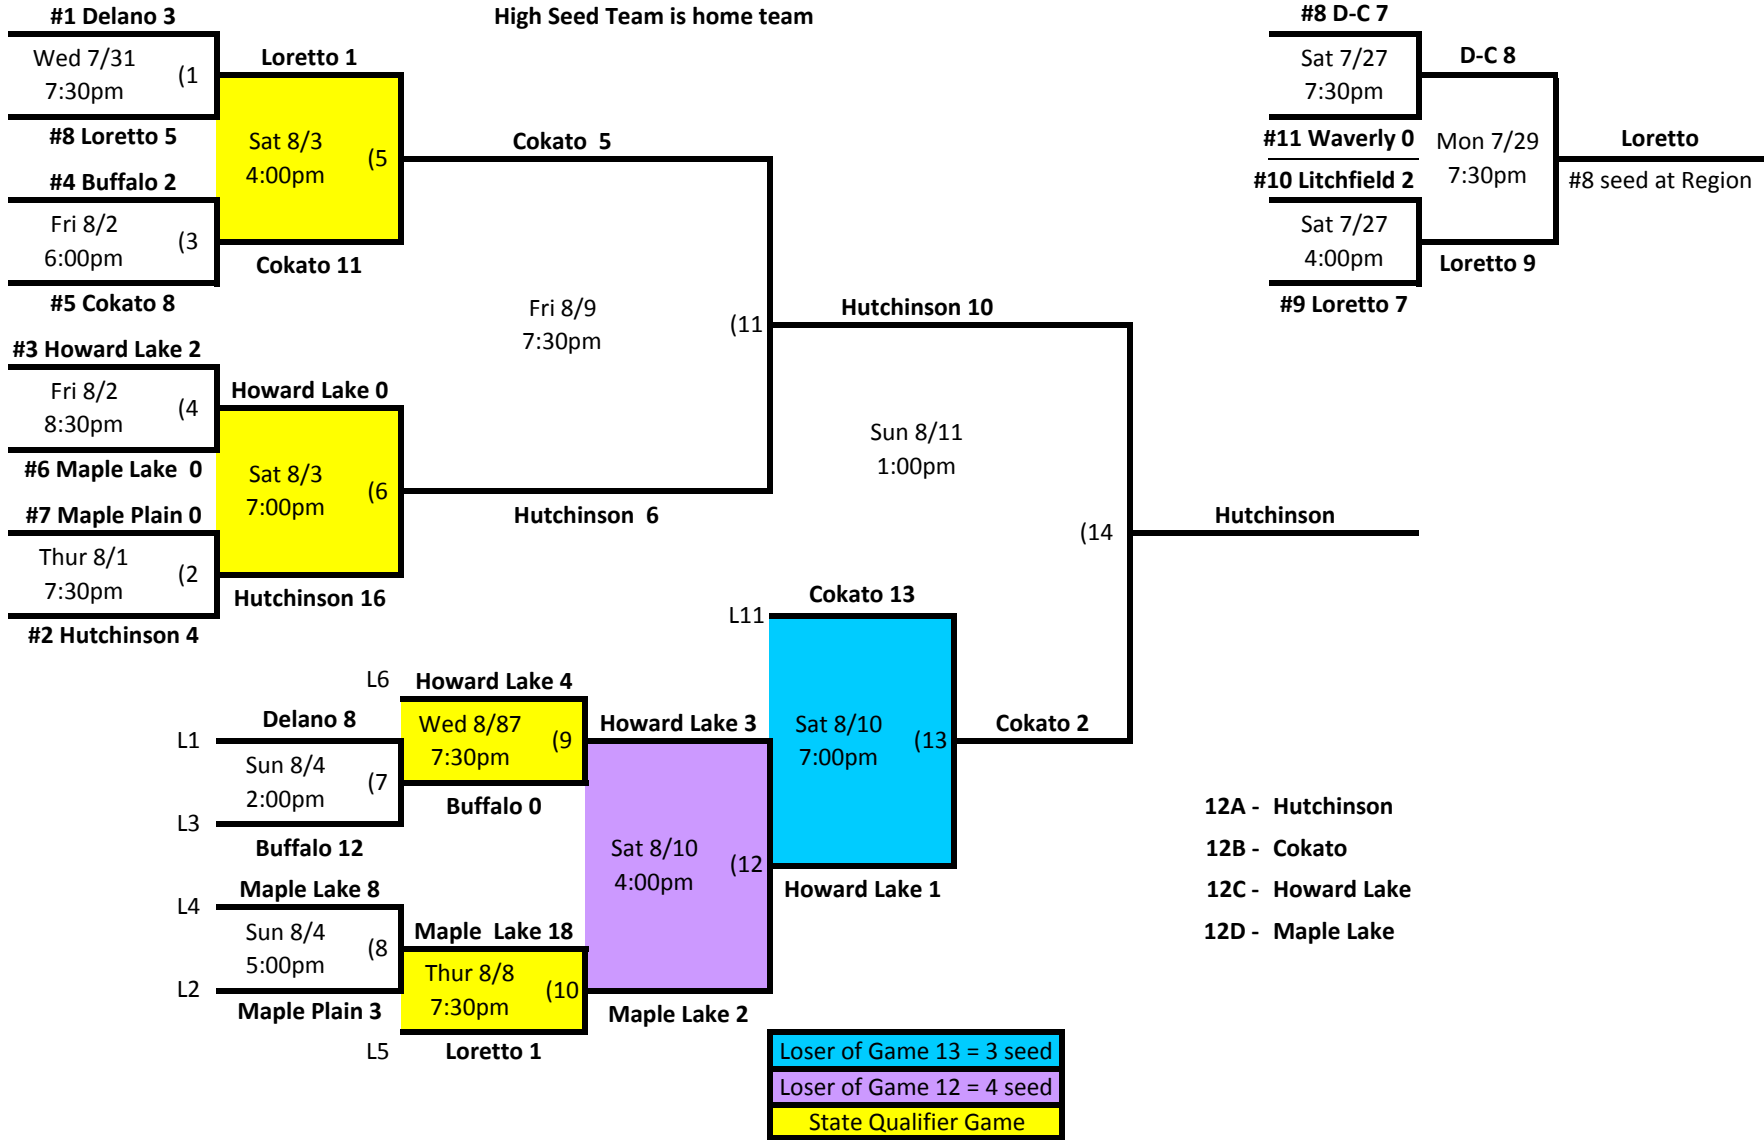 #1 Delano 3
High Seed Team is home team
#8 D-C 7
Wed 7/31
7:30pm
(1
Loretto 1
Sat 7/27
7:30pm
D-C 8
#8 Loretto 5
Sat 8/3
4:00pm
(5
Cokato  5
#11 Waverly 0
Mon 7/29
7:30pm
Loretto
#4 Buffalo 2
#10 Litchfield 2
#8 seed at Region
Fri 8/2
6:00pm
(3
Cokato 11
Sat 7/27
4:00pm
Loretto 9
#5 Cokato 8
#9 Loretto 7
Fri 8/9
7:30pm
(11
Hutchinson 10
#3 Howard Lake 2
Fri 8/2
8:30pm
(4
Howard Lake 0
Sun 8/11
1:00pm
#6 Maple Lake  0
Sat 8/3
7:00pm
(6
Hutchinson  6
#7 Maple Plain 0
(14
Hutchinson
Thur 8/1
7:30pm
(2
Hutchinson 16
#2 Hutchinson 4
Cokato 13
L11
L6
Howard Lake 4
Delano 8
L1
Wed 8/87
7:30pm
(9
Howard Lake 3
Sat 8/10
7:00pm
(13
Cokato 2
Sun 8/4
2:00pm
(7
Buffalo 0
L3
Buffalo 12
12A -
Hutchinson
12B -
Cokato
Sat 8/10
4:00pm
(12
Howard Lake 1
12C -
Howard Lake
Maple Lake 8
L4
12D -
Maple Lake
Sun 8/4
5:00pm
(8
Maple  Lake 18
L2
Thur 8/8
7:30pm
(10
Maple Plain 3
Maple Lake 2
L5
Loretto 1
Loser of Game 13 = 3 seed
Loser of Game 12 = 4 seed
State Qualifier Game